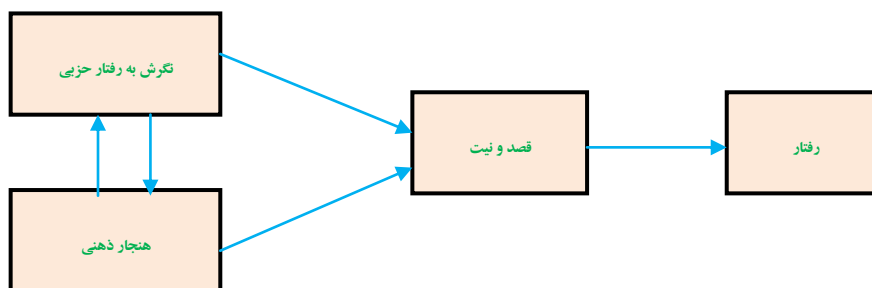 نگرش به رفتار حزبی
قصد و نیت
رفتار
هنجار ذهنی